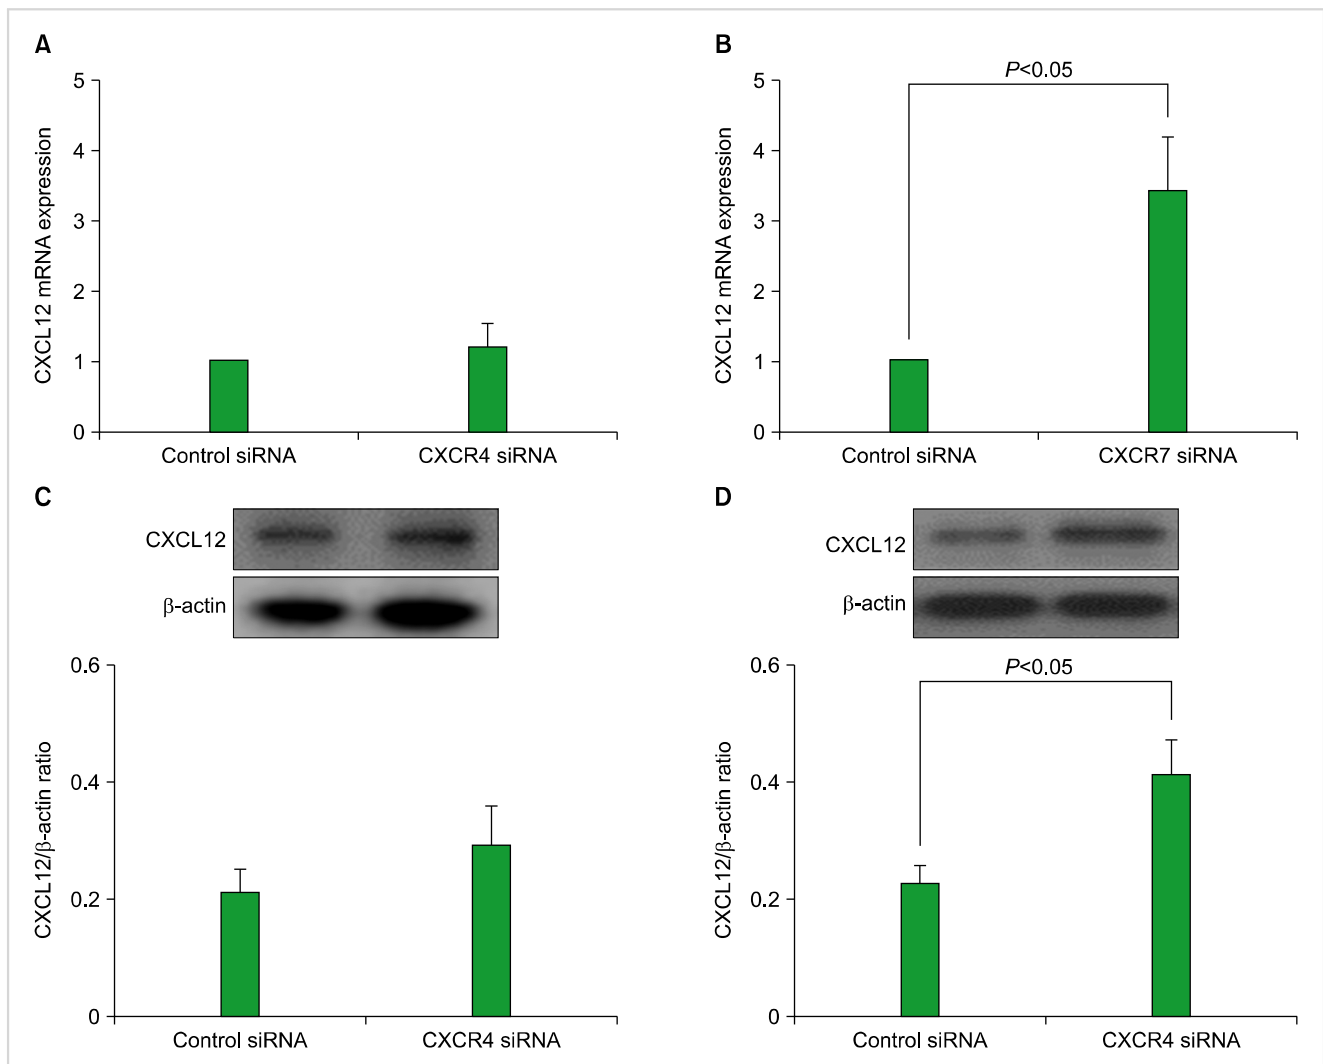 A
CXCL12 mRNA expression
5
4
3
2
1
0
Control siRNA
CXCR4 siRNA
B
P<0.05
CXCL12 mRNA expression
5
4
3
2
1
0
Control siRNA
CXCR7 siRNA
C
CXCL12
β-actin
CXCL12/β-actin ratio
0.6
0.4
0.2
0
Control siRNA
CXCR4 siRNA
D
CXCL12
β-actin
P<0.05
CXCL12/β-actin ratio
0.6
0.4
0.2
0
Control siRNA
CXCR4 siRNA